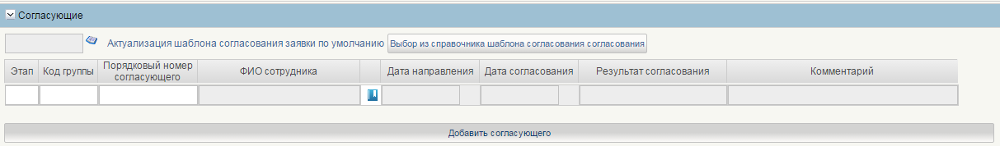 Согласующие
Актуализация шаблона согласования заявки по умолчанию Выбор из справочника шаблона согласования согласования
Этап Код группы Порядковый номер согласующего ФИО сотрудника Дата направления Дата согласования Результат согласования Комментарий
Добавить согласующего